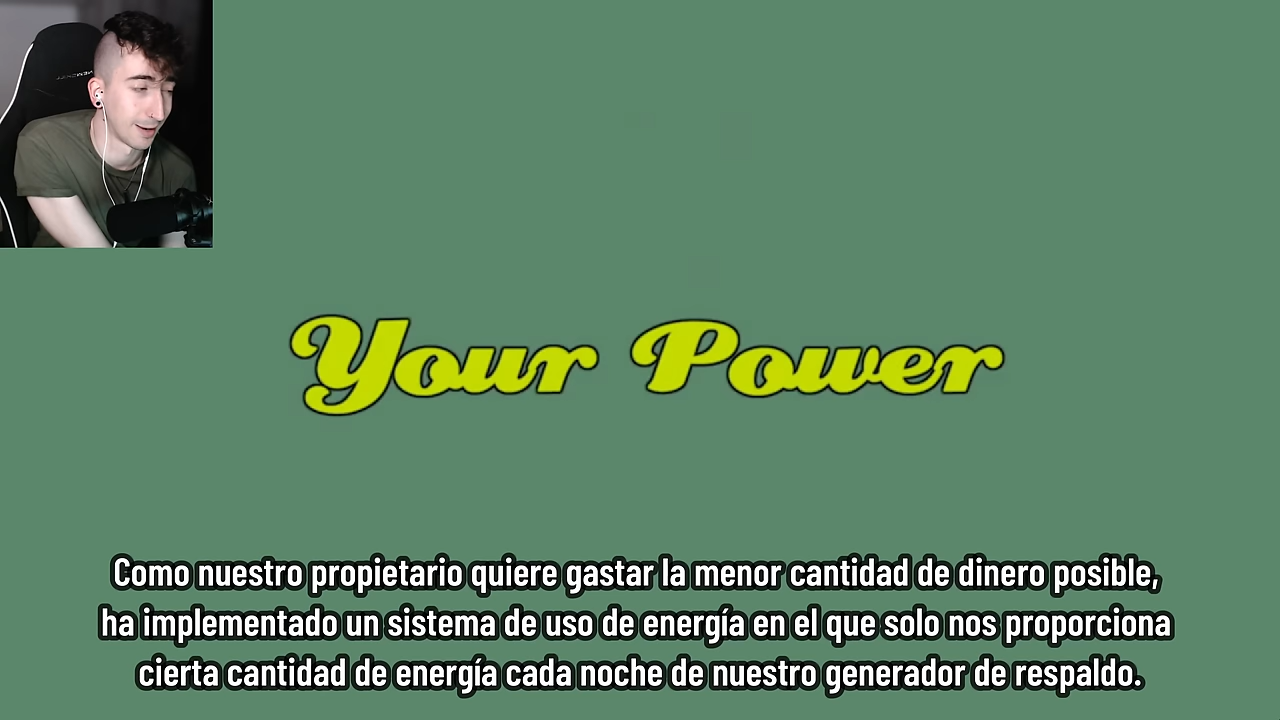 Your Power
Como nuestro propietario quiere gastar la menor cantidad de dinero posible,
ha implementado un sistema de uso de energía en el que solo nos proporciona
cierta cantidad de energía cada noche de nuestro generador de respaldo.